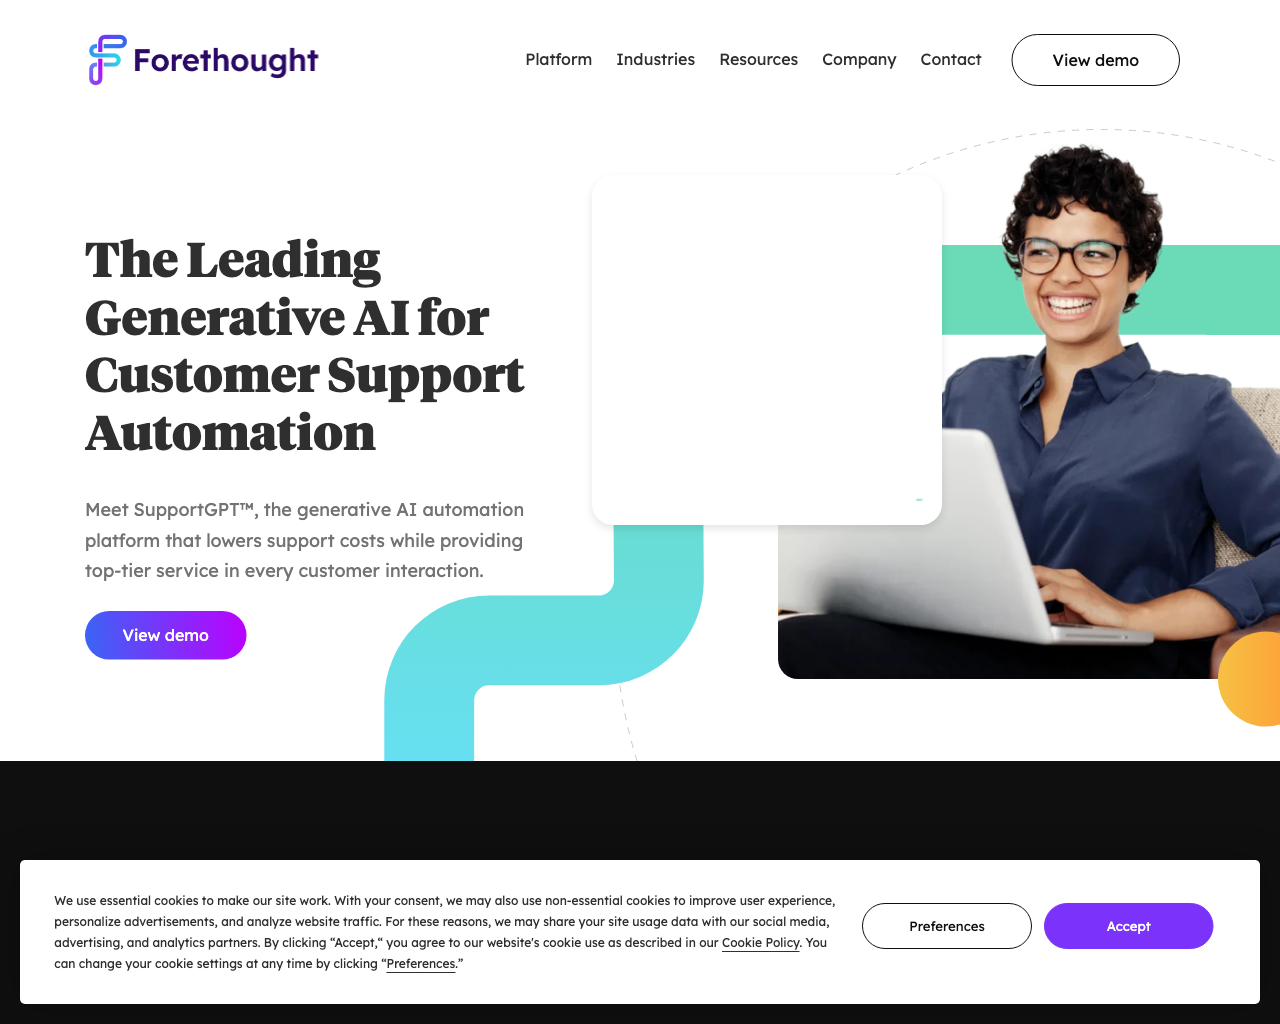 Forethought
Platform
Industries
Resources
Company
Contact
View demo
The Leading
Generative AI for
Customer Support
Automation
Meet SupportGPT™, the generative AI automation
platform that lowers support costs while providing
top-tier service in every customer interaction.
View demo
We use essential cookies to make our site work. With your consent, we may also use non-essential cookies to improve user experience,
personalize advertisements, and analyze website traffic. For these reasons, we may share your site usage data with our social media,
advertising, and analytics partners. By clicking “Accept,“ you agree to our website's cookie use as described in our Cookie Policy. You
can change your cookie settings at any time by clicking “Preferences.”
Preferences
Accept